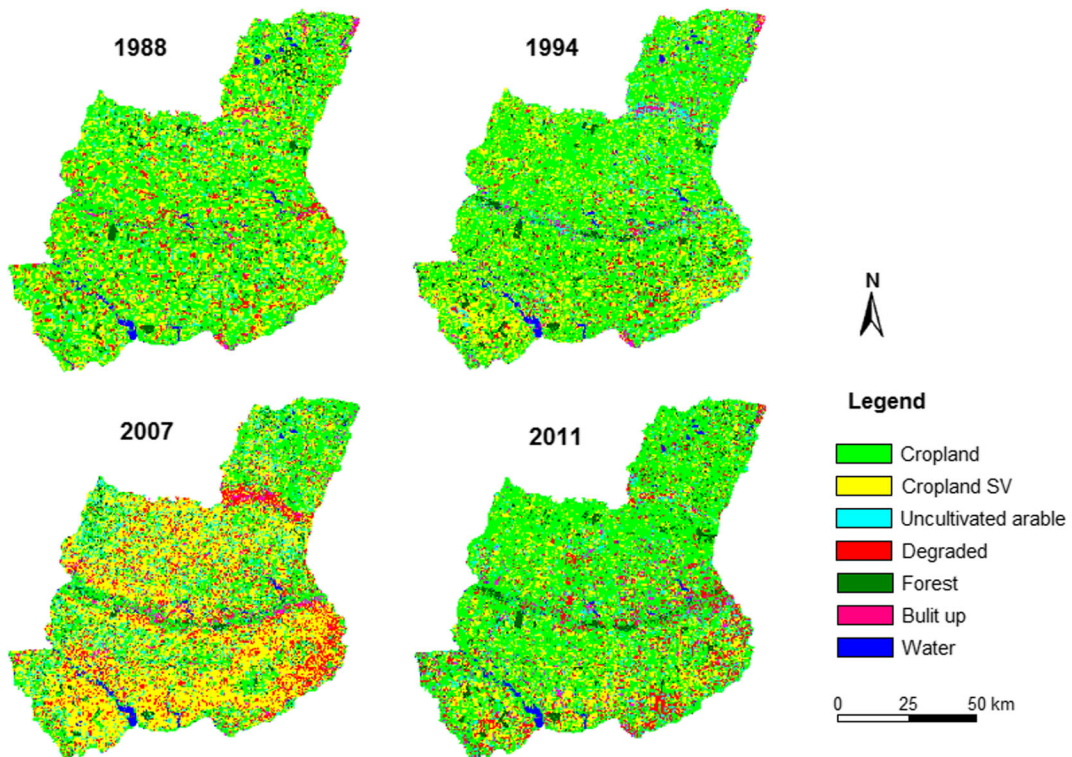 1988
1994
N
2007
2011
Legend
Cropland
Cropland SV
Uncultivated arable
Degraded
Forest
Bulit up
Water
0 25 50 km